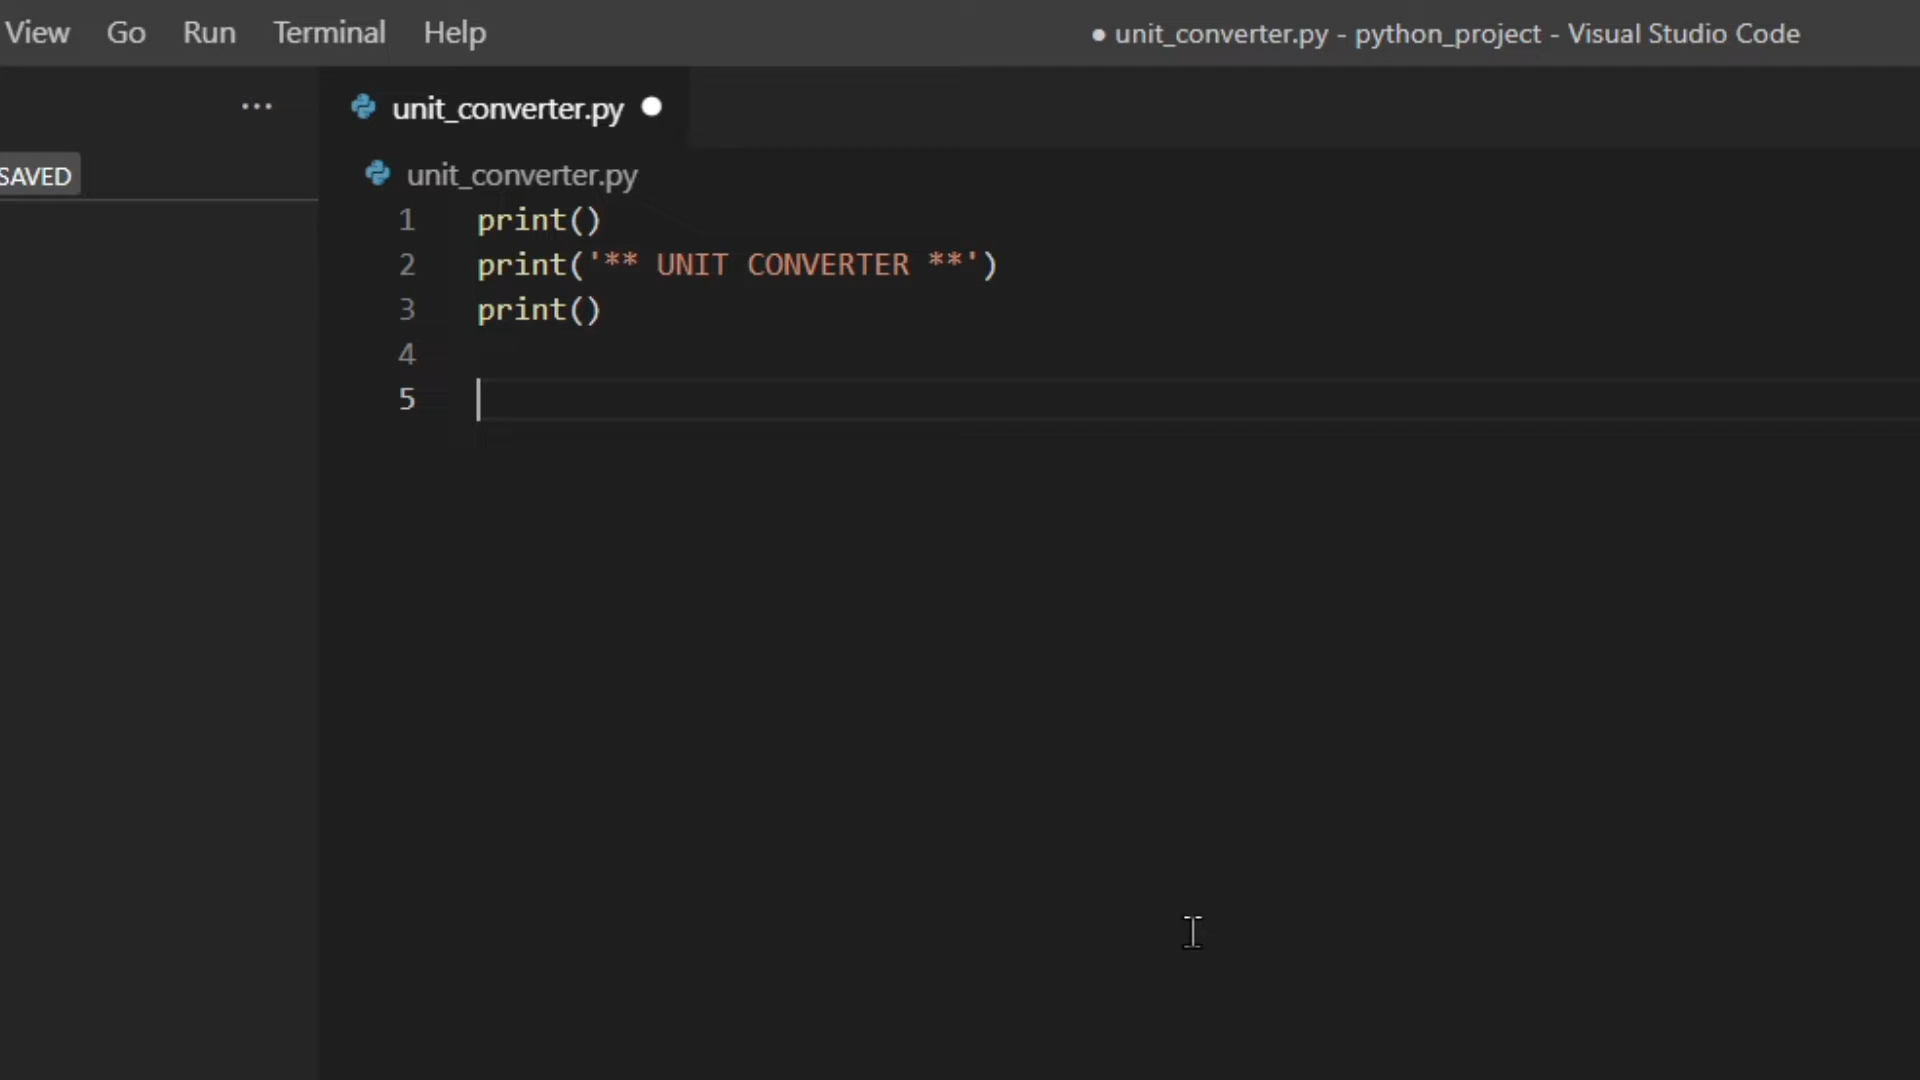 View Go Run Terminal Help
● unit_converter.py - python_project - Visual Studio Code
unit_converter.py
SAVED
unit_converter.py
1 print()
2 print('** UNIT CONVERTER **')
3 print()
4
5